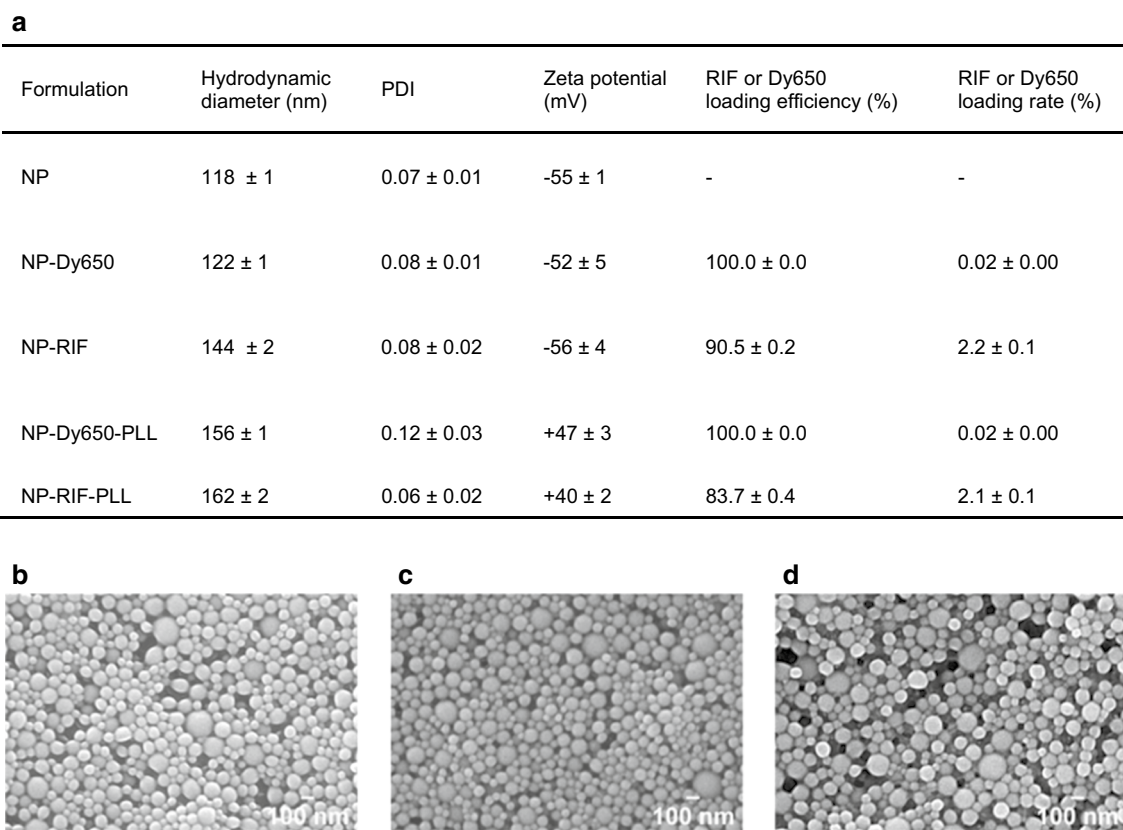 a
Formulation Hydrodynamic diameter (nm) PDI Zeta potential (mV) RIF or Dy650 loading efficiency (%) RIF or Dy650 loading rate (%)
NP 118 ± 1 0.07 ± 0.01 -55 ± 1 - -
NP-Dy650 122 ± 1 0.08 ± 0.01 -52 ± 5 100.0 ± 0.0 0.02 ± 0.00
NP-RIF 144 ± 2 0.08 ± 0.02 -56 ± 4 90.5 ± 0.2 2.2 ± 0.1
NP-Dy650-PLL 156 ± 1 0.12 ± 0.03 +47 ± 3 100.0 ± 0.0 0.02 ± 0.00
NP-RIF-PLL 162 ± 2 0.06 ± 0.02 +40 ± 2 83.7 ± 0.4 2.1 ± 0.1
b c d
100 nm 100 nm 100 nm